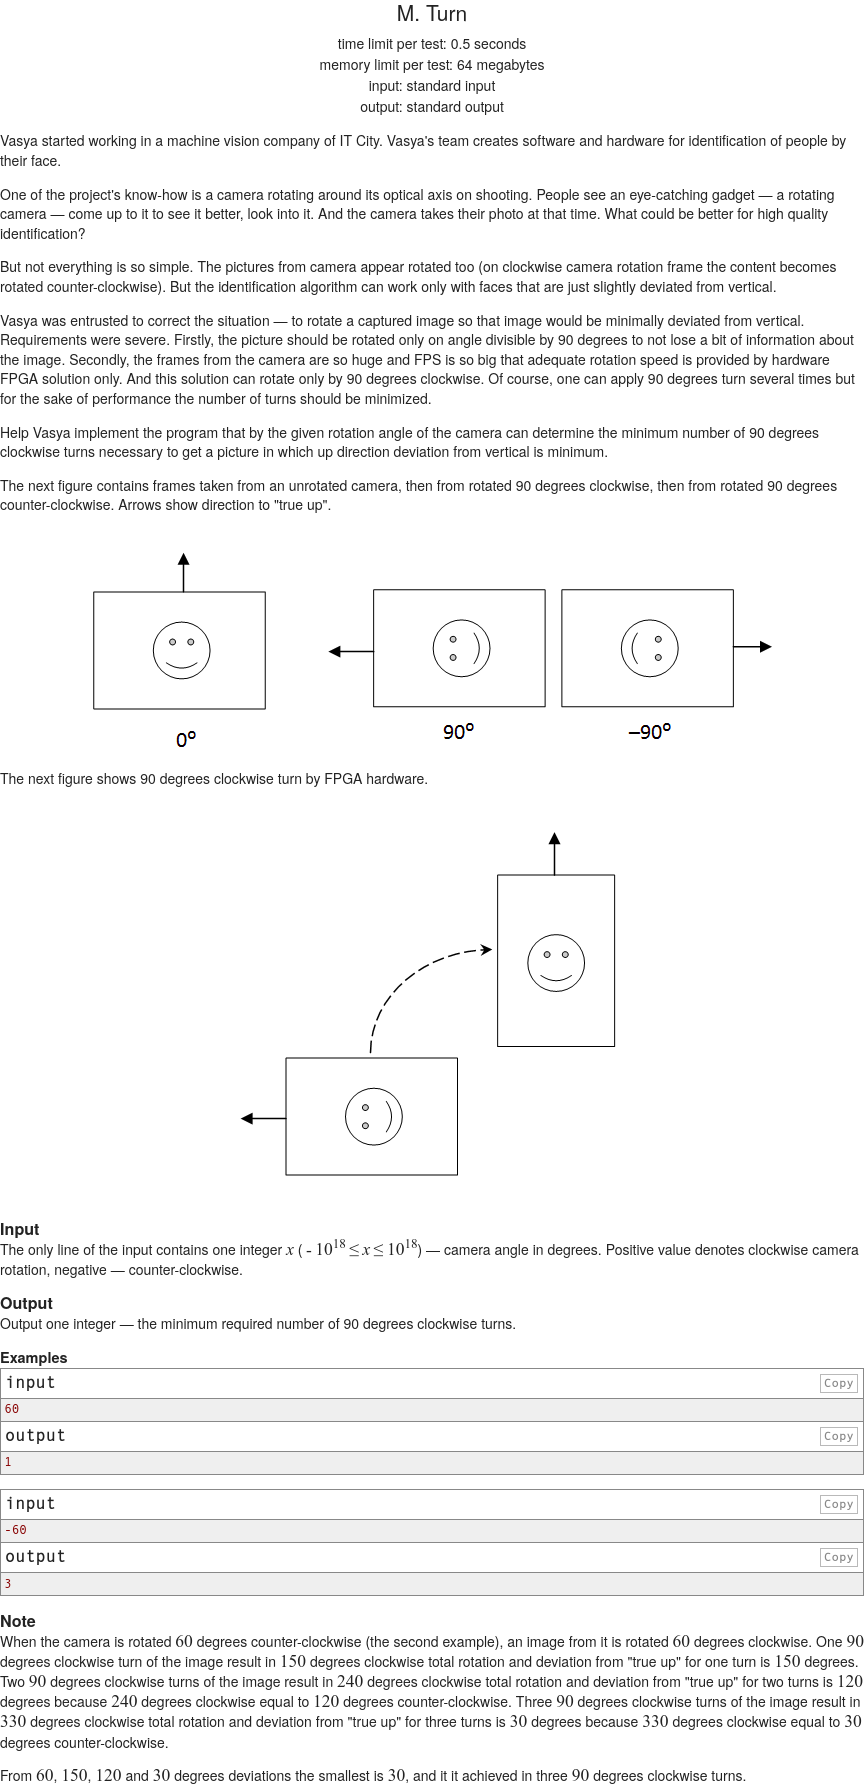 M. Turn
time limit per test: 0.5 seconds
memory limit per test: 64 megabytes
input: standard input
output: standard output
Vasya started working in a machine vision company of IT City. Vasya's team creates software and hardware for identification of people by
their face.
One of the project's know-how is a camera rotating around its optical axis on shooting. People see an eye-catching gadget — a rotating
camera — come up to it to see it better, look into it. And the camera takes their photo at that time. What could be better for high quality
identification?
But not everything is so simple. The pictures from camera appear rotated too (on clockwise camera rotation frame the content becomes
rotated counter-clockwise). But the identification algorithm can work only with faces that are just slightly deviated from vertical.
Vasya was entrusted to correct the situation — to rotate a captured image so that image would be minimally deviated from vertical.
Requirements were severe. Firstly, the picture should be rotated only on angle divisible by 90 degrees to not lose a bit of information about
the image. Secondly, the frames from the camera are so huge and FPS is so big that adequate rotation speed is provided by hardware
FPGA solution only. And this solution can rotate only by 90 degrees clockwise. Of course, one can apply 90 degrees turn several times but
for the sake of performance the number of turns should be minimized.
Help Vasya implement the program that by the given rotation angle of the camera can determine the minimum number of 90 degrees
clockwise turns necessary to get a picture in which up direction deviation from vertical is minimum.
The next figure contains frames taken from an unrotated camera, then from rotated 90 degrees clockwise, then from rotated 90 degrees
counter-clockwise. Arrows show direction to "true up".
0° 90° –90°
The next figure shows 90 degrees clockwise turn by FPGA hardware.
Input
The only line of the input contains one integer x ( - 10^18 ≤ x ≤ 10^18) — camera angle in degrees. Positive value denotes clockwise camera
rotation, negative — counter-clockwise.
Output
Output one integer — the minimum required number of 90 degrees clockwise turns.
Examples
input Copy
60
output Copy
1
input Copy
-60
output Copy
3
Note
When the camera is rotated 60 degrees counter-clockwise (the second example), an image from it is rotated 60 degrees clockwise. One 90
degrees clockwise turn of the image result in 150 degrees clockwise total rotation and deviation from "true up" for one turn is 150 degrees.
Two 90 degrees clockwise turns of the image result in 240 degrees clockwise total rotation and deviation from "true up" for two turns is 120
degrees because 240 degrees clockwise equal to 120 degrees counter-clockwise. Three 90 degrees clockwise turns of the image result in
330 degrees clockwise total rotation and deviation from "true up" for three turns is 30 degrees because 330 degrees clockwise equal to 30
degrees counter-clockwise.
From 60, 150, 120 and 30 degrees deviations the smallest is 30, and it it achieved in three 90 degrees clockwise turns.